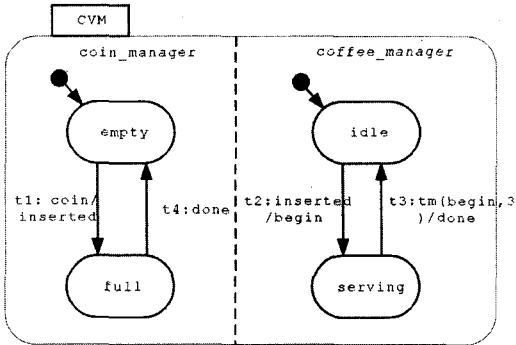 CVM
coin_manager
coffee_manager
empty
idle
t1: coin/
inserted
t4:done
t2:inserted
/begin
t3:tm(begin,3
)/done
full
serving